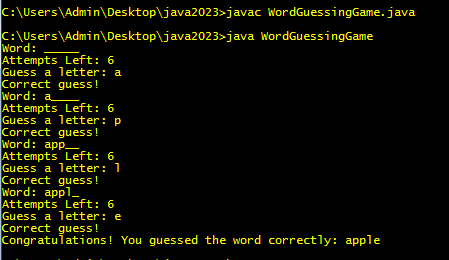 C:\Users\Admin\Desktop\java2023>javac WordGuessingGame.java
C:\Users\Admin\Desktop\java2023>java WordGuessingGame
Word: _____
Attempts Left: 6
Guess a letter: a
Correct guess!
Word: a____
Attempts Left: 6
Guess a letter: p
Correct guess!
Word: app__
Attempts Left: 6
Guess a letter: l
Correct guess!
Word: appl_
Attempts Left: 6
Guess a letter: e
Correct guess!
Congratulations! You guessed the word correctly: apple